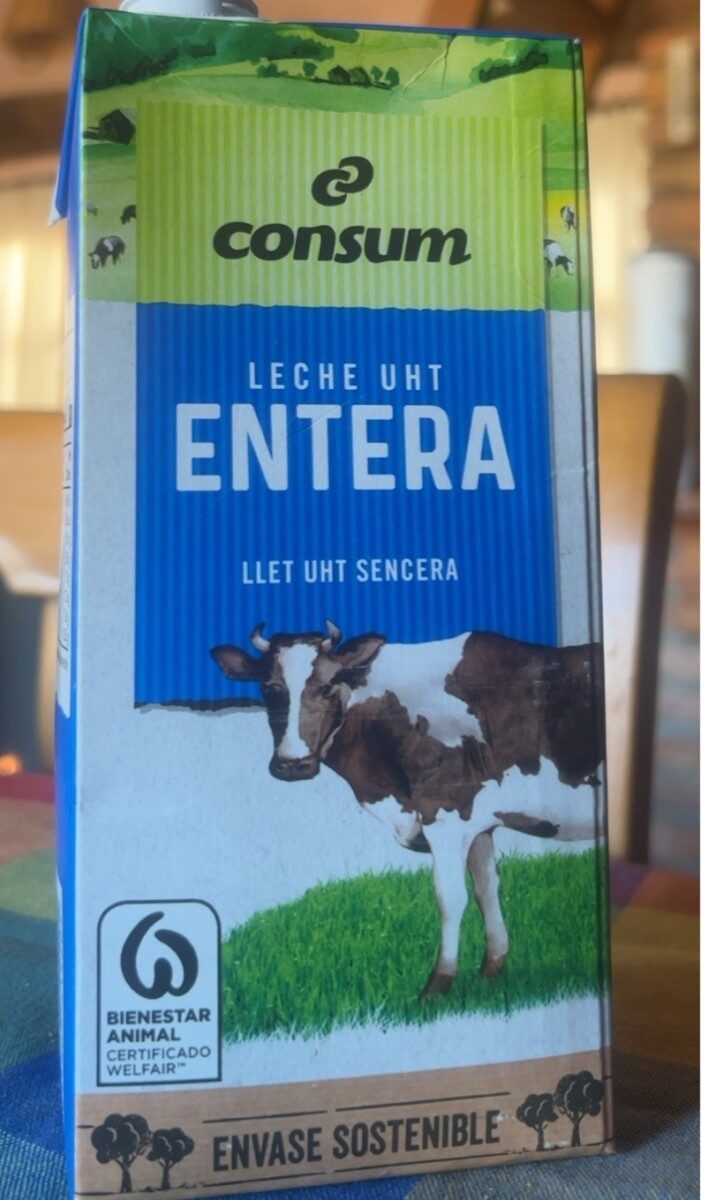 consum
LECHE UHT
ENTERA
LLET UHT SENCERA
BIENESTAR
ANIMAL
CERTIFICADO
WELFAIR™
ENVASE SOSTENIBLE